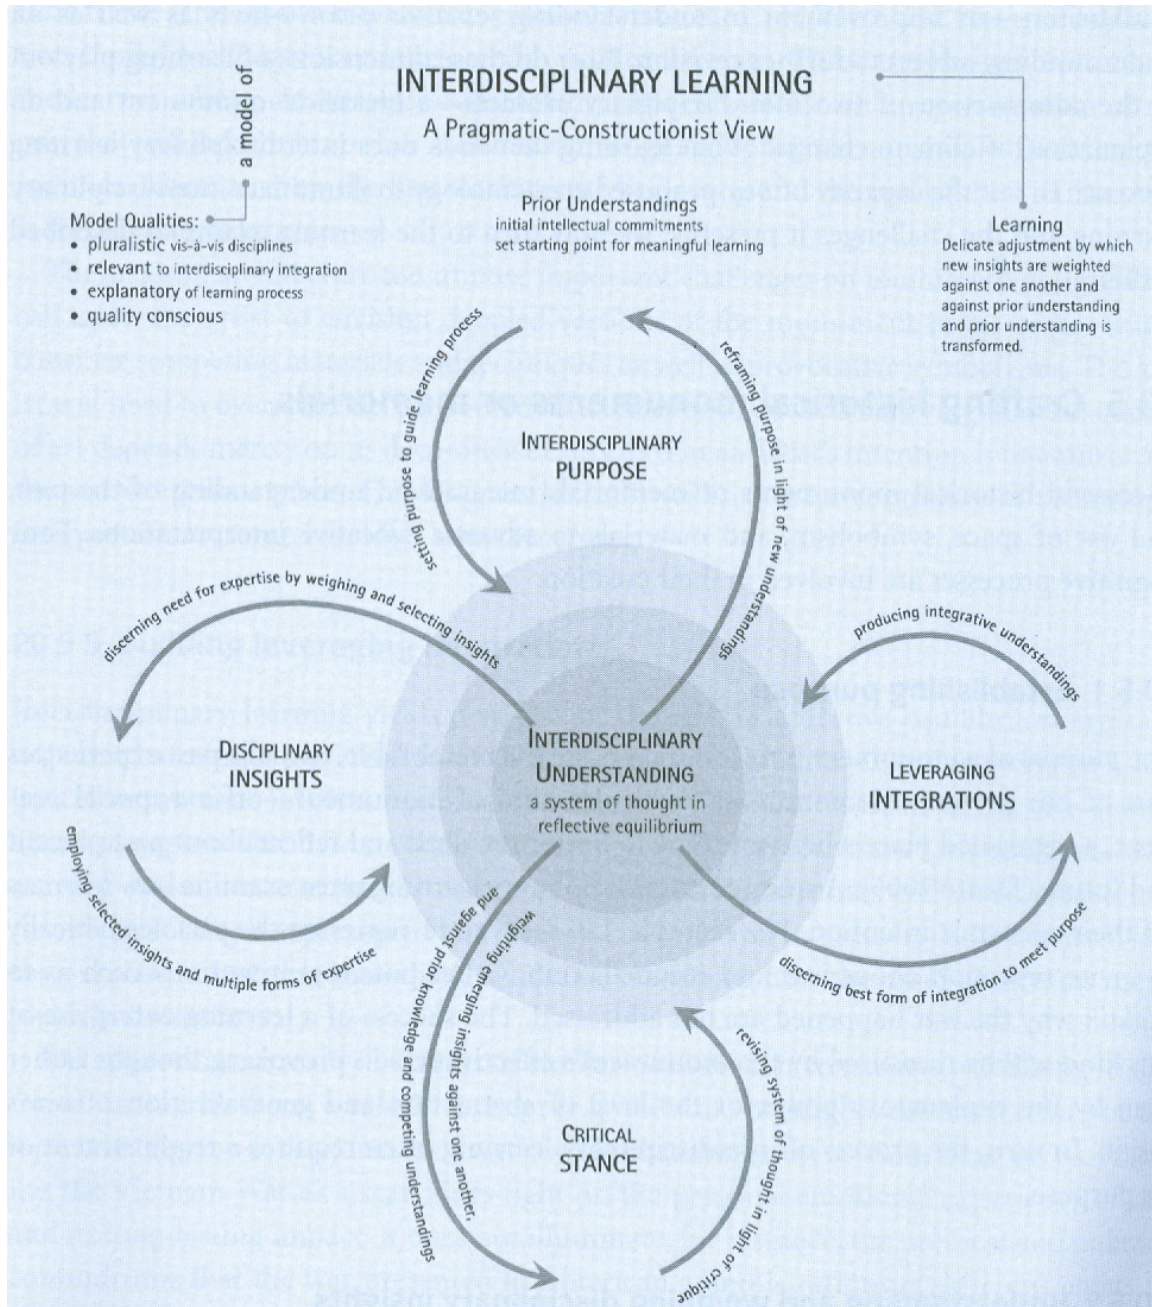 a model of
INTERDISCIPLINARY LEARNING
A Pragmatic-Constructionist View
Model Qualities:
• pluralistic vis-à-vis disciplines
• relevant to interdisciplinary integration
• explanatory of learning process
• quality conscious
Prior Understandings
initial intellectual commitments
set starting point for meaningful learning
Learning
Delicate adjustment by which
new insights are weighted
against one another and
against prior understanding
and prior understanding is
transformed.
setting purpose to guide learning process
INTERDISCIPLINARY
PURPOSE
reframing purpose in light of new understandings
discerning need for expertise by weighing and selecting insights
DISCIPLINARY
INSIGHTS
employing selected insights and multiple forms of expertise
INTERDISCIPLINARY
UNDERSTANDING
a system of thought in
reflective equilibrium
producing integrative understandings
LEVERAGING
INTEGRATIONS
discerning best form of integration to meet purpose
weighing emerging insights against one another,
and against prior knowledge and competing understandings
CRITICAL
STANCE
revising system of thought in light of critique